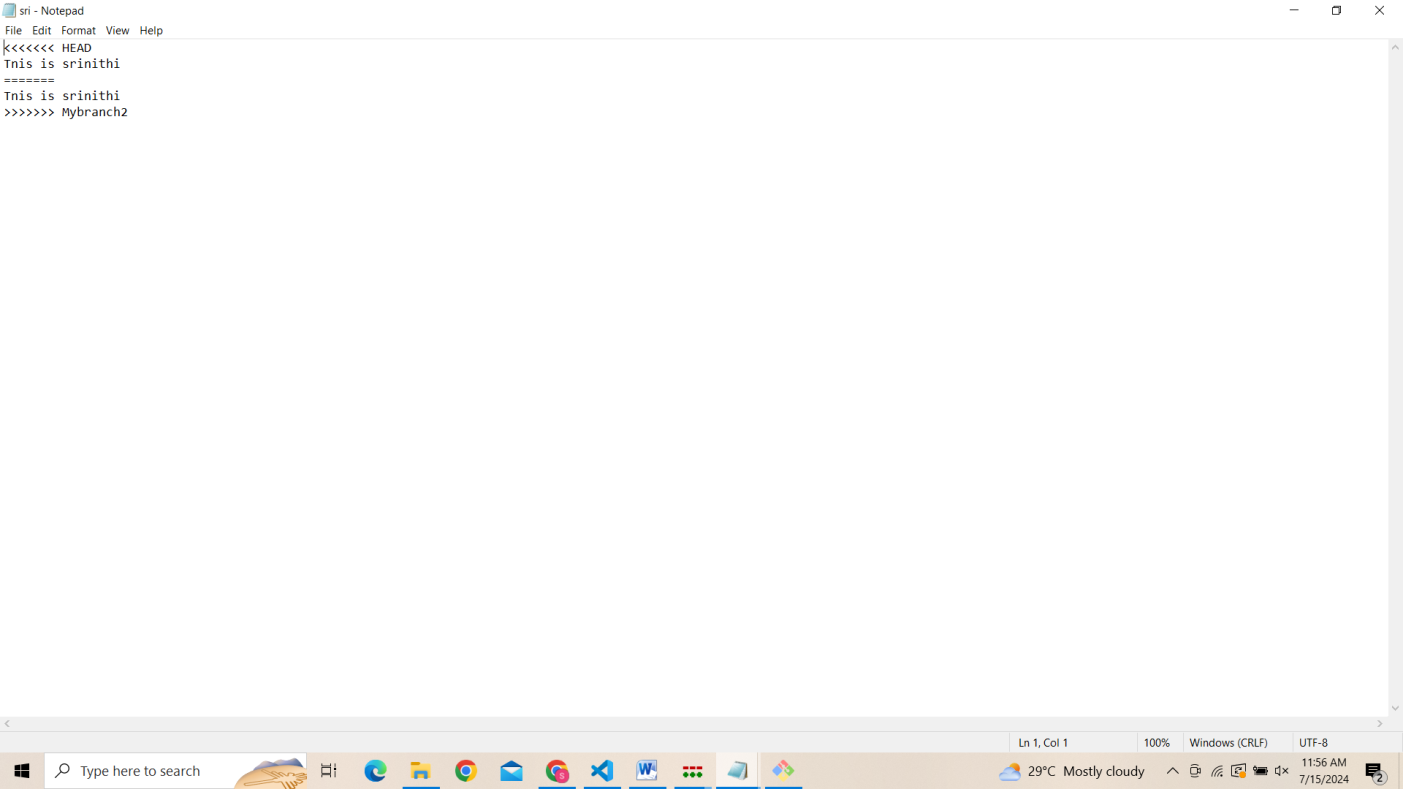 sri - Notepad
File Edit Format View Help
<<<<<<< HEAD
Tnis is srinithi
=======
Tnis is srinithi
>>>>>>> Mybranch2
Ln 1, Col 1 100% Windows (CRLF) UTF-8
Type here to search
29°C Mostly cloudy
11:56 AM
7/15/2024
2